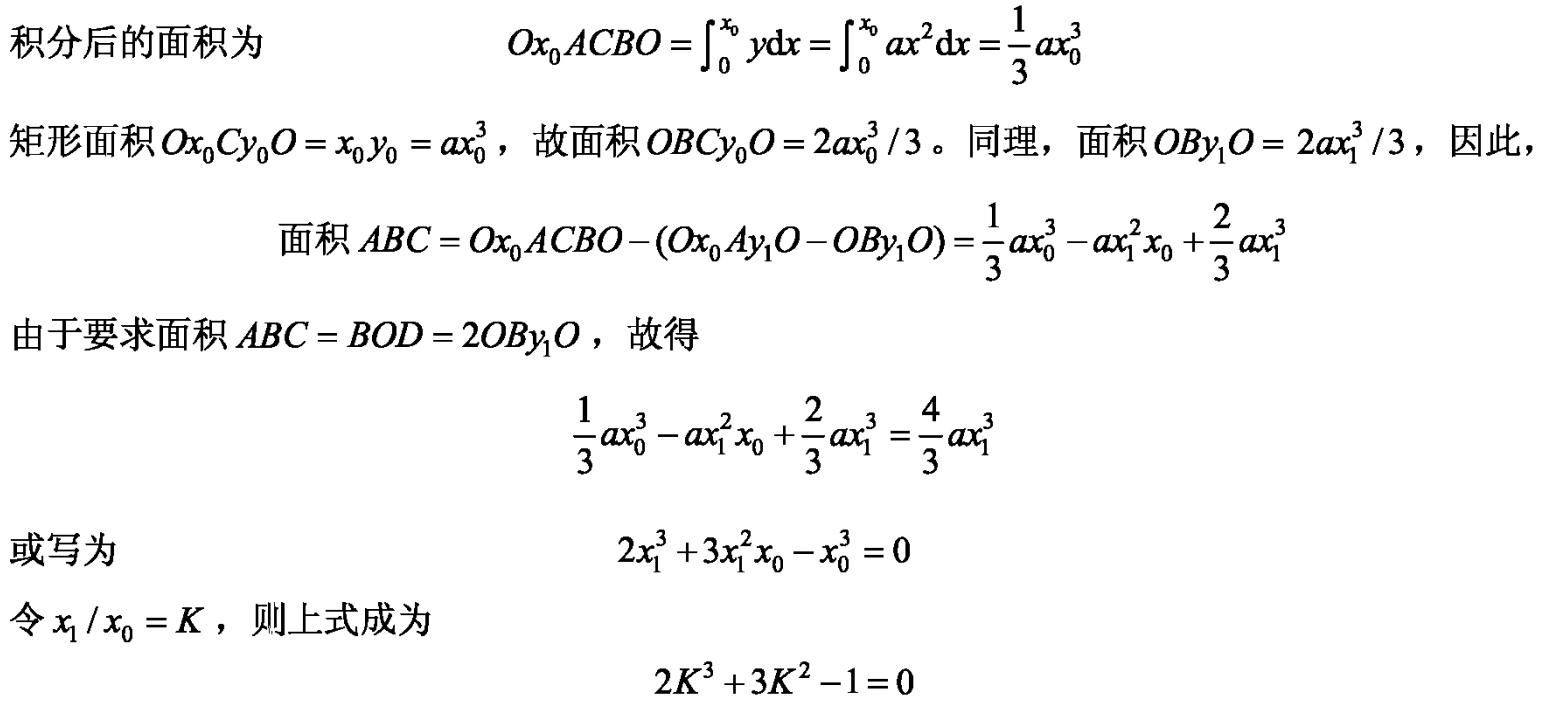 积分后的面积为 $Ox_0ACBO = \int_0^{x_0} y\mathrm{d}x = \int_0^{x_0} ax^2\mathrm{d}x = \frac{1}{3}ax_0^3$
矩形面积$Ox_0Cy_0O = x_0y_0 = ax_0^3$，故面积$OBCy_0O = 2ax_0^3/3$。同理，面积$OBy_1O = 2ax_1^3/3$，因此，
面积 $ABC = Ox_0ACBO - (Ox_0Ay_1O - OBy_1O) = \frac{1}{3}ax_0^3 - ax_1^2x_0 + \frac{2}{3}ax_1^3$
由于要求面积 $ABC = BOD = 2OBy_1O$，故得
$\frac{1}{3}ax_0^3 - ax_1^2x_0 + \frac{2}{3}ax_1^3 = \frac{4}{3}ax_1^3$
或写为 $2x_1^3 + 3x_1^2x_0 - x_0^3 = 0$
令 $x_1/x_0 = K$，则上式成为
$2K^3 + 3K^2 - 1 = 0$